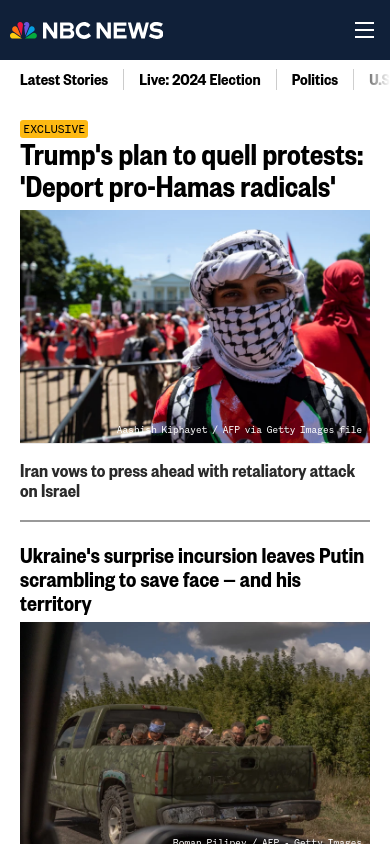 NBC NEWS
Latest Stories
Live: 2024 Election
Politics
U.S
EXCLUSIVE
Trump's plan to quell protests:
'Deport pro-Hamas radicals'
Aashish Kiphayet / AFP via Getty Images file
Iran vows to press ahead with retaliatory attack
on Israel
Ukraine's surprise incursion leaves Putin
scrambling to save face — and his
territory
Roman Pilipey / AFP - Getty Images